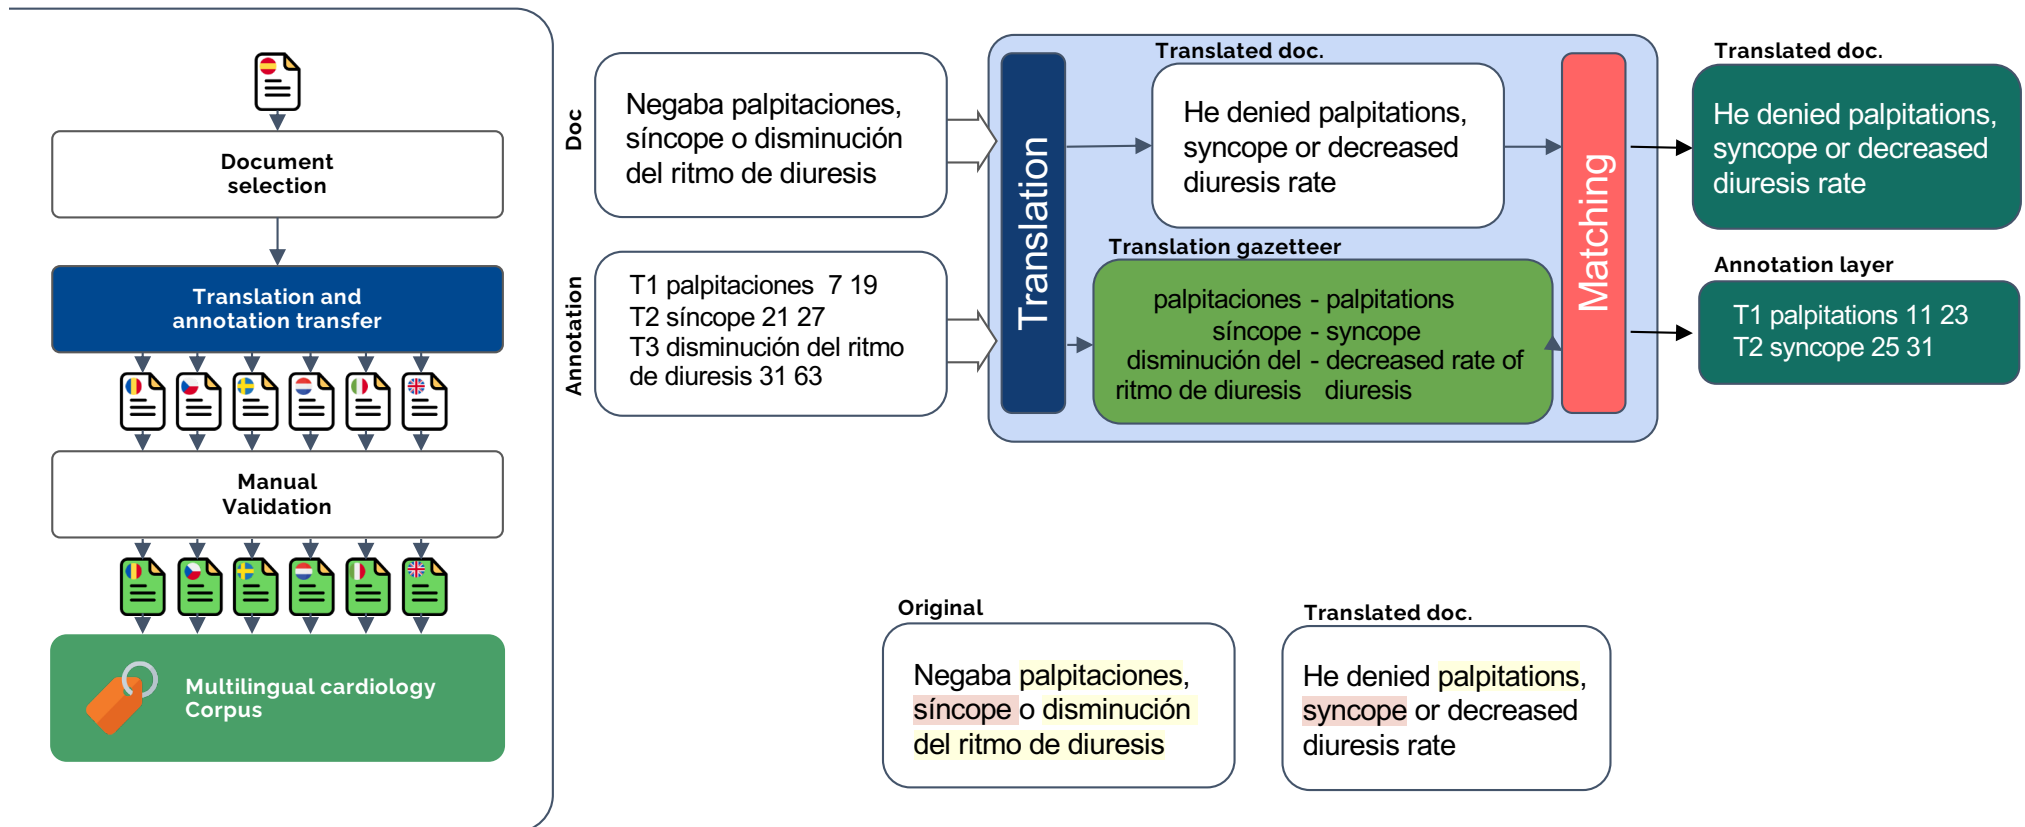 Document
selection
Translation and
annotation transfer
Manual
Validation
Multilingual cardiology
Corpus
Doc
Negaba palpitaciones,
síncope o disminución
del ritmo de diuresis
Annotation
T1 palpitaciones 7 19
T2 síncope 21 27
T3 disminución del ritmo
de diuresis 31 63
Translation
Translated doc.
He denied palpitations,
syncope or decreased
diuresis rate
Translation gazetteer
palpitaciones - palpitations
síncope - syncope
disminución del - decreased rate of
ritmo de diuresis diuresis
Matching
Translated doc.
He denied palpitations,
syncope or decreased
diuresis rate
Annotation layer
T1 palpitations 11 23
T2 syncope 25 31
Original
Negaba palpitaciones,
síncope o disminución
del ritmo de diuresis
Translated doc.
He denied palpitations,
syncope or decreased
diuresis rate